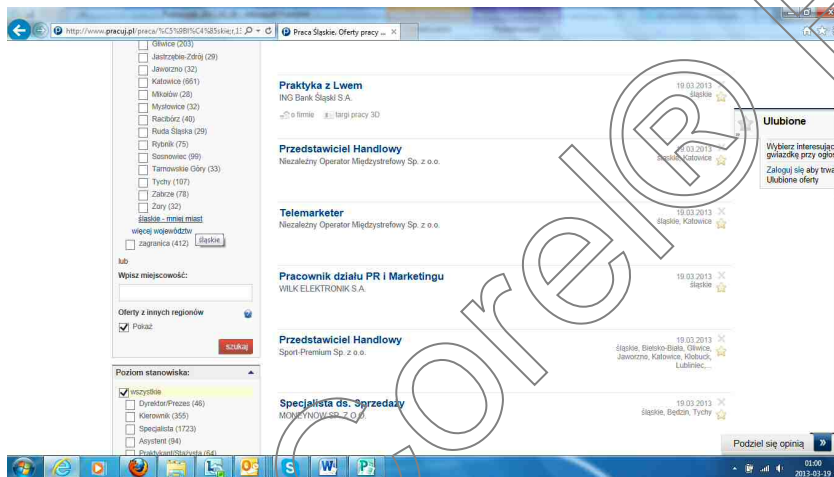 http://www.pracuj.pl/praca/%C5%9Bl%C4%85skie;r,13
Praca Śląskie. Oferty pracy ...
Gliwice (203)
Jastrzębie-Zdrój (29)
Jaworzno (32)
Katowice (661)
Mikołów (28)
Mysłowice (32)
Racibórz (40)
Ruda Śląska (29)
Rybnik (75)
Sosnowiec (99)
Tarnowskie Góry (33)
Tychy (107)
Zabrze (78)
Żory (32)
śląskie - mniej miast
więcej województw
śląskie
zagranica (412)
lub
Wpisz miejscowość:
Oferty z innych regionów
Pokaż
szukaj
Poziom stanowiska:
wszystkie
Dyrektor/Prezes (46)
Kierownik (355)
Specjalista (1723)
Asystent (94)
Praktykant/Stażysta (64)
Praktyka z Lwem
19.03.2013
ING Bank Śląski S.A.
śląskie
o firmie
targi pracy 3D
Przedstawiciel Handlowy
19.03.2013
Niezależny Operator Międzystrefowy Sp. z o.o.
śląskie, Katowice
Telemarketer
19.03.2013
Niezależny Operator Międzystrefowy Sp. z o.o.
śląskie, Katowice
Pracownik działu PR i Marketingu
19.03.2013
WILK ELEKTRONIK S.A.
śląskie
Przedstawiciel Handlowy
19.03.2013
Sport-Premium Sp. z o.o.
śląskie, Bielsko-Biała, Gliwice,
Jaworzno, Katowice, Kłobuck,
Lubliniec,...
Specjalista ds. Sprzedaży
19.03.2013
MONEYNOW SP. Z O.O.
śląskie, Będzin, Tychy
Ulubione
Wybierz interesując
gwiazdkę przy ogłos
Zaloguj się aby trwa
Ulubione oferty
Podziel się opinią
01:00
2013-03-19
Corel